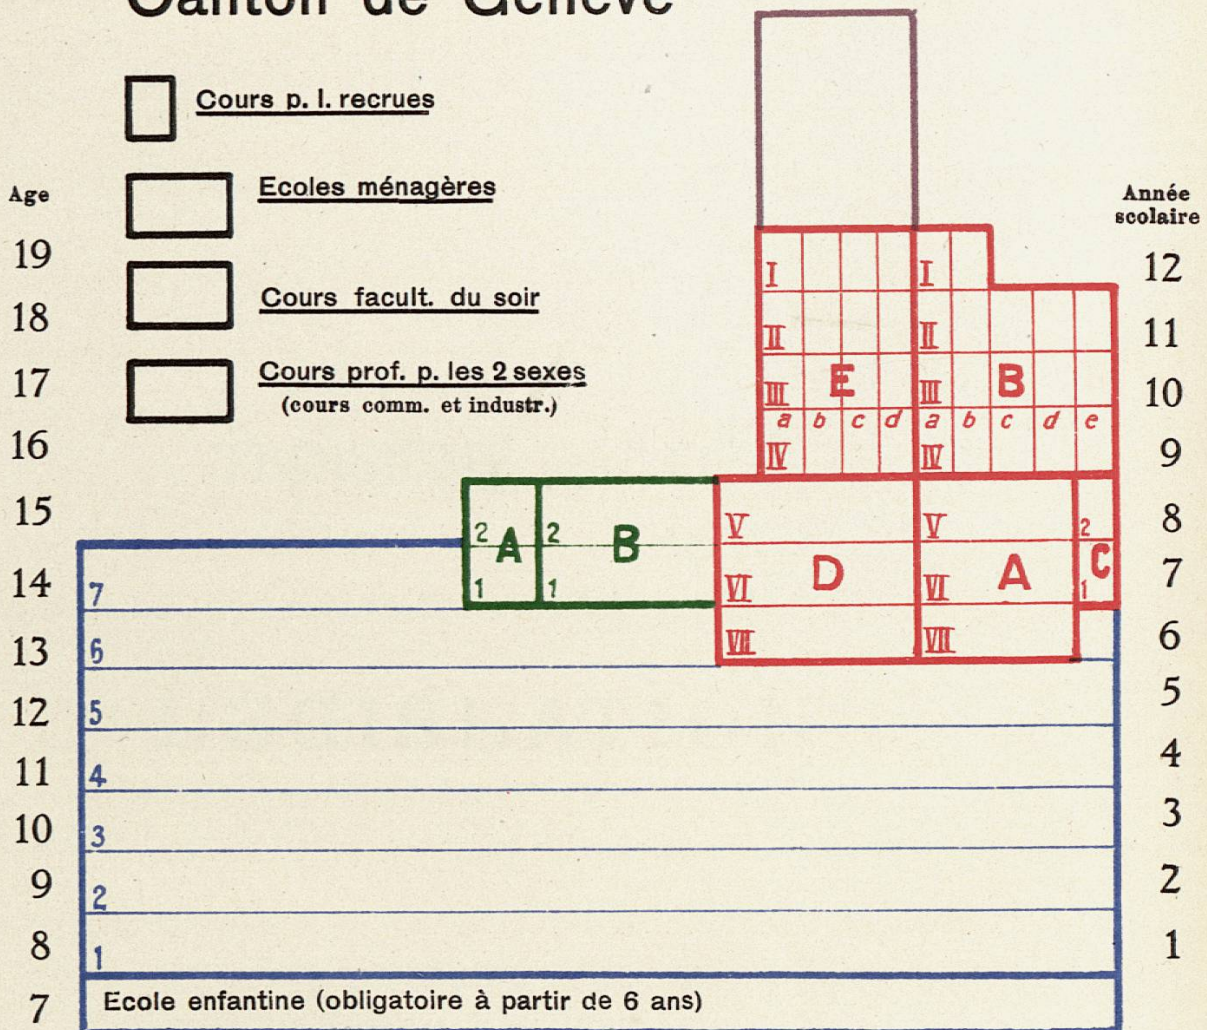 Canton de Genève
Cours p. l. recrues
Ecoles ménagères
Cours facult. du soir
Cours prof. p. les 2 sexes
(cours comm. et industr.)
Age
19
18
17
16
15
14
13
12
11
10
9
8
7
Année
scolaire
12
11
10
9
8
7
6
5
4
3
2
1
I
II
III
IV
E
a b c d
I
II
III
IV
B
a b c d e
2
1
A
2
1
B
V
VI
VII
D
V
VI
VII
A
2
1
C
7
6
5
4
3
2
1
Ecole enfantine (obligatoire à partir de 6 ans)